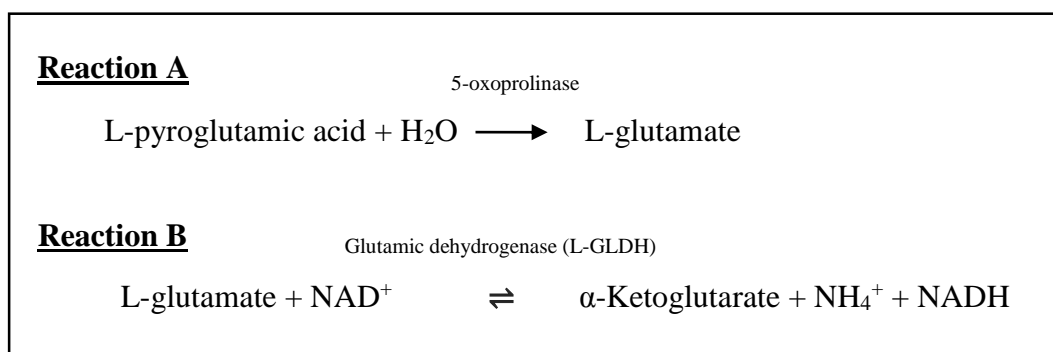 Reaction A
5-oxoprolinase
L-pyroglutamic acid + H₂O ⟶ L-glutamate
Reaction B
Glutamic dehydrogenase (L-GLDH)
L-glutamate + NAD⁺ ⇌ α-Ketoglutarate + NH₄⁺ + NADH